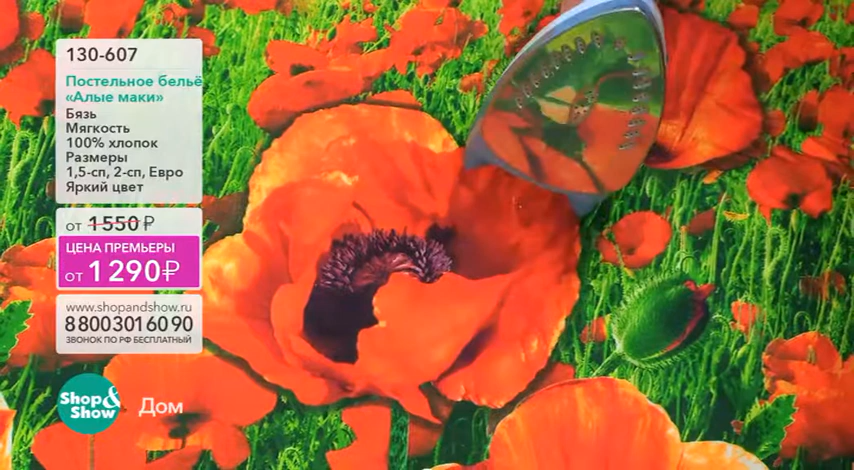 130-607
Постельное бельё
«Алые маки»
Бязь
Мягкость
100% хлопок
Размеры
1,5-сп, 2-сп, Евро
Яркий цвет
от 1 550 ₽
ЦЕНА ПРЕМЬЕРЫ
от 1 290 ₽
www.shopandshow.ru
8 800 301 60 90
ЗВОНОК ПО РФ БЕСПЛАТНЫЙ
Shop &
Show
Дом